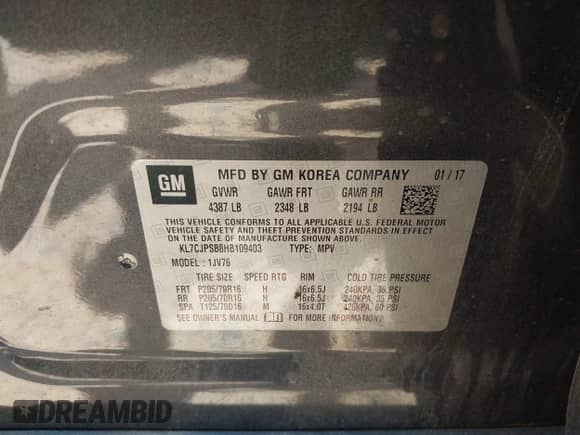 GM
MFD BY GM KOREA COMPANY 01/17
GVWR GAWR FRT GAWR RR
4387 LB 2348 LB 2194 LB
THIS VEHICLE CONFORMS TO ALL APPLICABLE U.S. FEDERAL MOTOR
VEHICLE SAFETY AND THEFT PREVENTION STANDARDS IN
EFFECT ON THE DATE OF MANUFACTURE SHOWN ABOVE.
KL7CJPSB8HB109403 TYPE: MPV
MODEL: 1JV76
TIRE SIZE SPEED RTG RIM COLD TIRE PRESSURE
FRT P205/70R16 H 16x6.5J 240KPA, 35 PSI
RR P205/70R16 H 16x6.5J 240KPA, 35 PSI
SPA T125/70D16 M 16x4.0T 420KPA, 60 PSI
SEE OWNER'S MANUAL FOR MORE INFORMATION.
DREAMBID